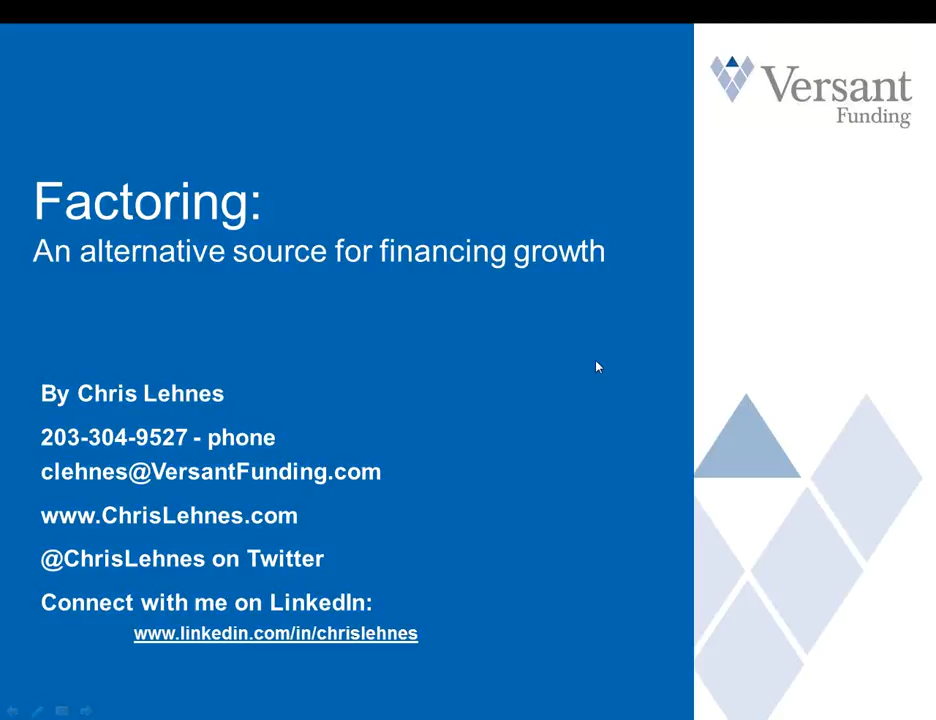 Versant
Funding
Factoring:
An alternative source for financing growth
By Chris Lehnes
203-304-9527 - phone
clehnes@VersantFunding.com
www.ChrisLehnes.com
@ChrisLehnes on Twitter
Connect with me on LinkedIn:
www.linkedin.com/in/chrislehnes